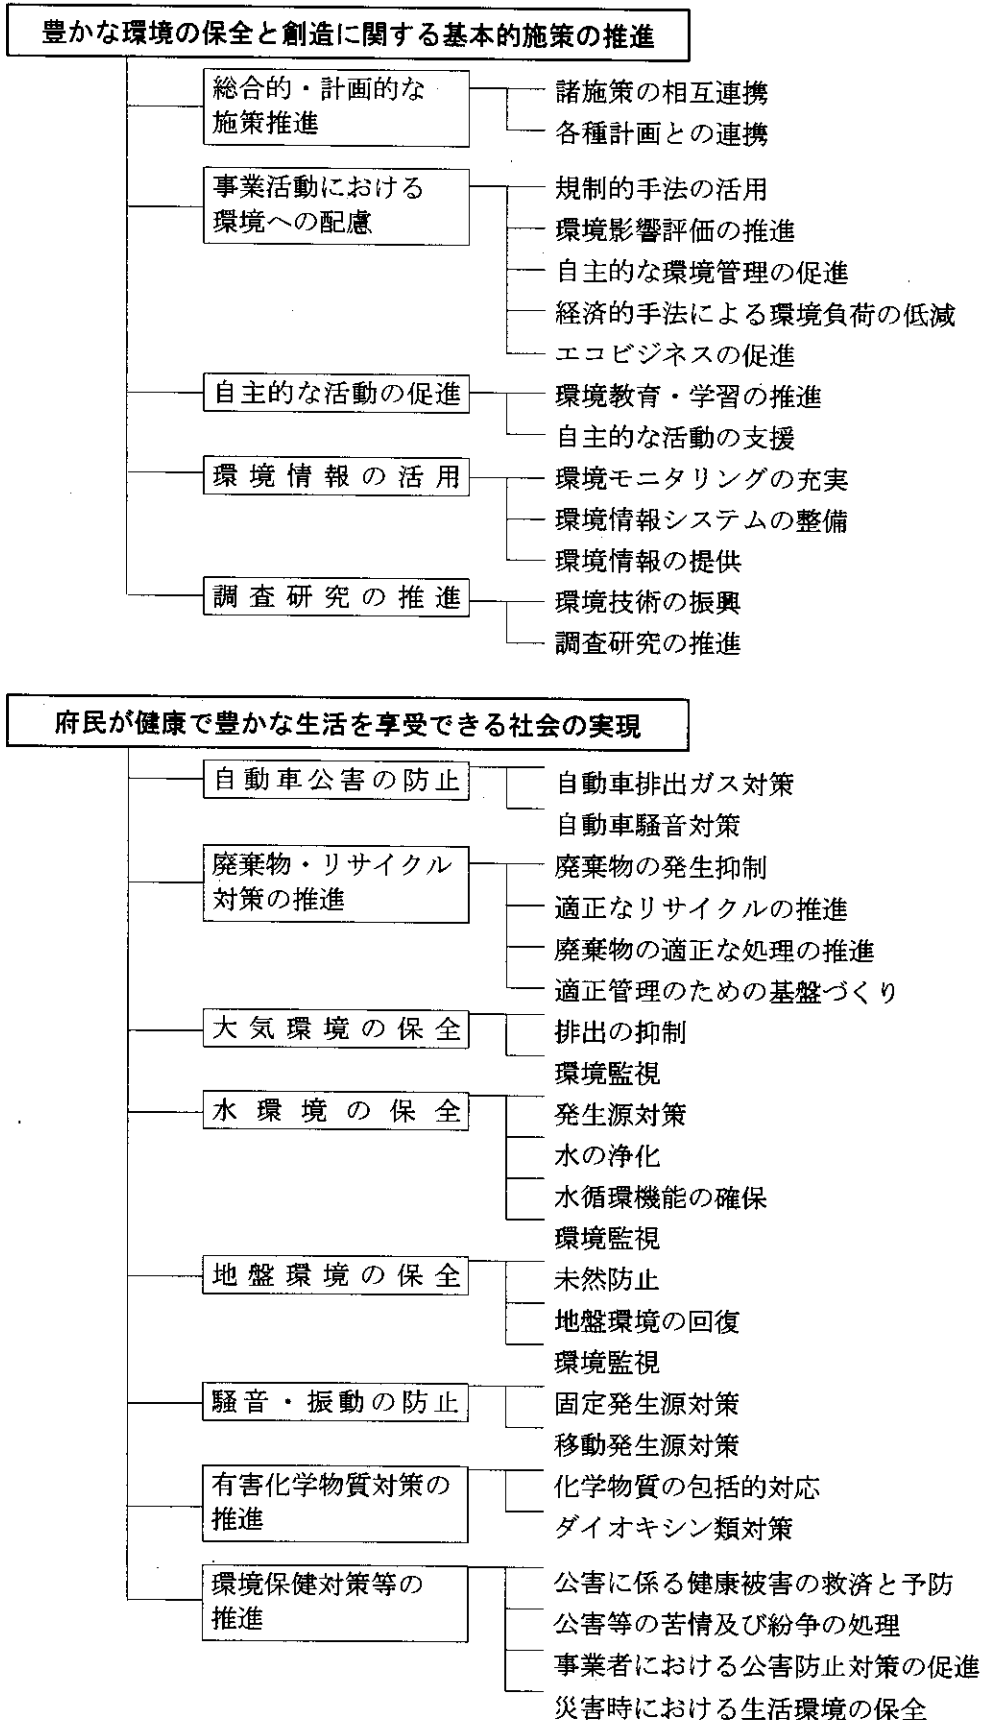 豊かな環境の保全と創造に関する基本的施策の推進
総合的・計画的な
施策推進
諸施策の相互連携
各種計画との連携
事業活動における
環境への配慮
規制的手法の活用
環境影響評価の推進
自主的な環境管理の促進
経済的手法による環境負荷の低減
エコビジネスの促進
自主的な活動の促進
環境教育・学習の推進
自主的な活動の支援
環境情報の活用
環境モニタリングの充実
環境情報システムの整備
環境情報の提供
調査研究の推進
環境技術の振興
調査研究の推進
府民が健康で豊かな生活を享受できる社会の実現
自動車公害の防止
自動車排出ガス対策
自動車騒音対策
廃棄物・リサイクル
対策の推進
廃棄物の発生抑制
適正なリサイクルの推進
廃棄物の適正な処理の推進
適正管理のための基盤づくり
大気環境の保全
排出の抑制
環境監視
水環境の保全
発生源対策
水の浄化
水循環機能の確保
環境監視
地盤環境の保全
未然防止
地盤環境の回復
環境監視
騒音・振動の防止
固定発生源対策
移動発生源対策
有害化学物質対策の
推進
化学物質の包括的対応
ダイオキシン類対策
環境保健対策等の
推進
公害に係る健康被害の救済と予防
公害等の苦情及び紛争の処理
事業者における公害防止対策の促進
災害時における生活環境の保全